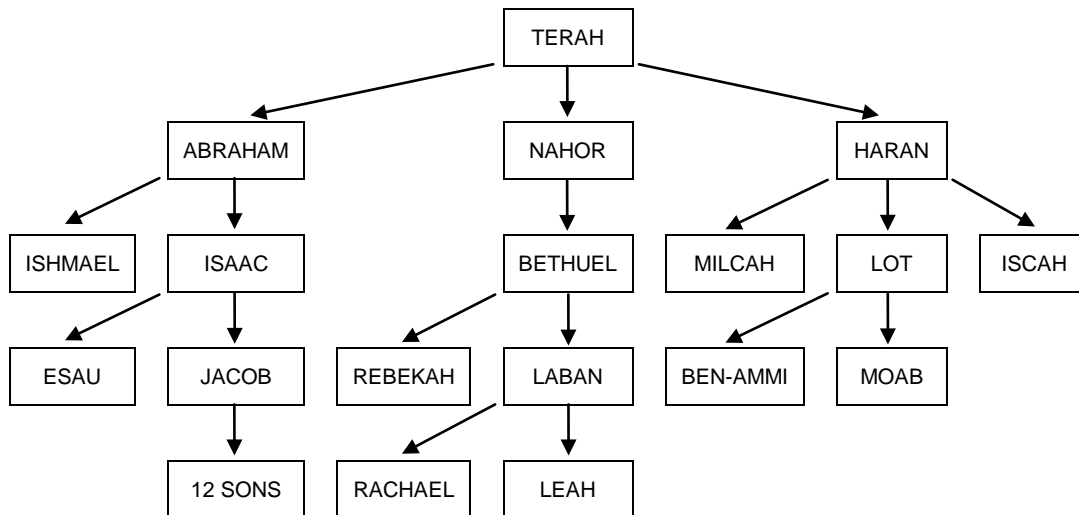 TERAH
ABRAHAM
NAHOR
HARAN
ISHMAEL
ISAAC
BETHUEL
MILCAH
LOT
ISCAH
ESAU
JACOB
REBEKAH
LABAN
BEN-AMMI
MOAB
12 SONS
RACHAEL
LEAH